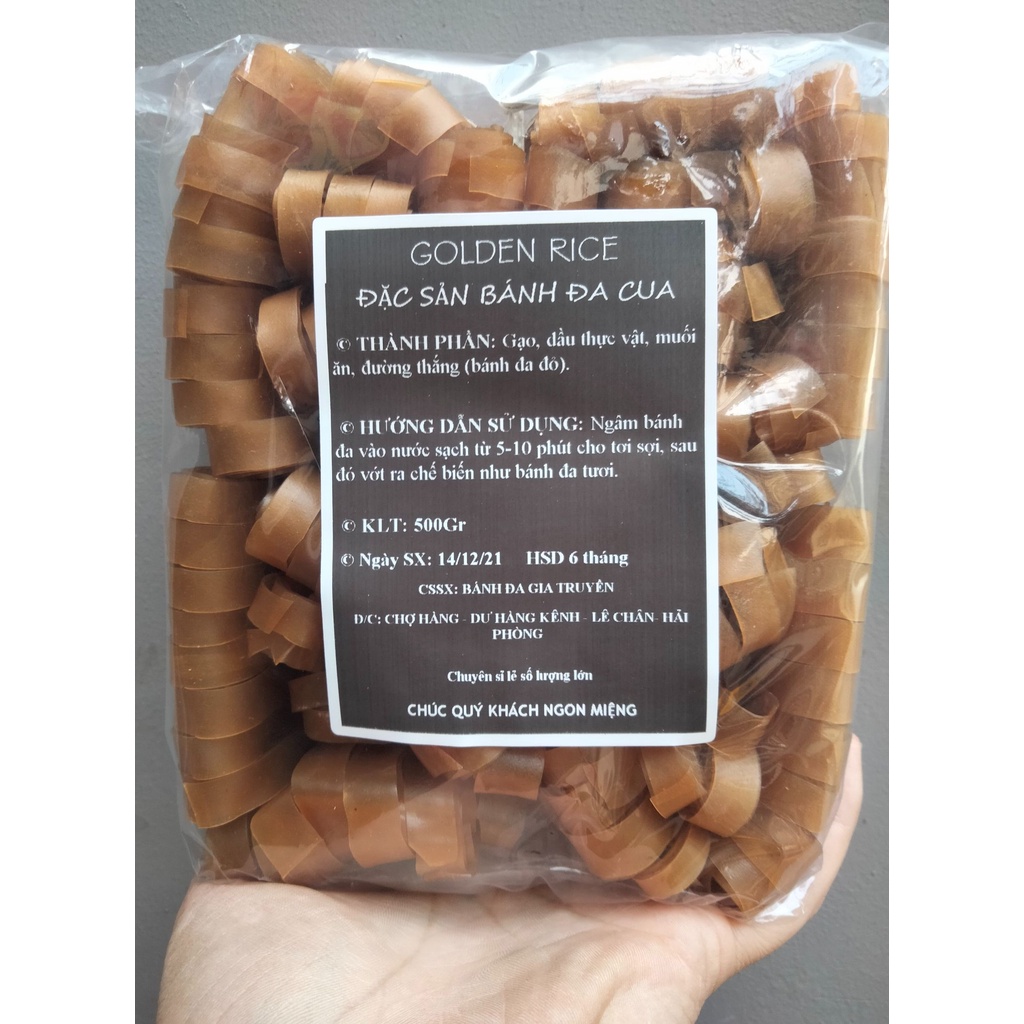 GOLDEN RICE
ĐẶC SẢN BÁNH ĐA CUA
© THÀNH PHẦN: Gạo, dầu thực vật, muối
ăn, đường thắng (bánh đa đỏ).
© HƯỚNG DẪN SỬ DỤNG: Ngâm bánh
đa vào nước sạch từ 5-10 phút cho tơi sợi, sau
đó vớt ra chế biến như bánh đa tươi.
© KLT: 500Gr
© Ngày SX: 14/12/21 HSD 6 tháng
CSSX: BÁNH ĐA GIA TRUYỀN
D/C: CHỢ HÀNG - DƯ HÀNG KÊNH - LÊ CHÂN- HẢI
PHÒNG
Chuyên sỉ lẻ số lượng lớn
CHÚC QUÝ KHÁCH NGON MIỆNG